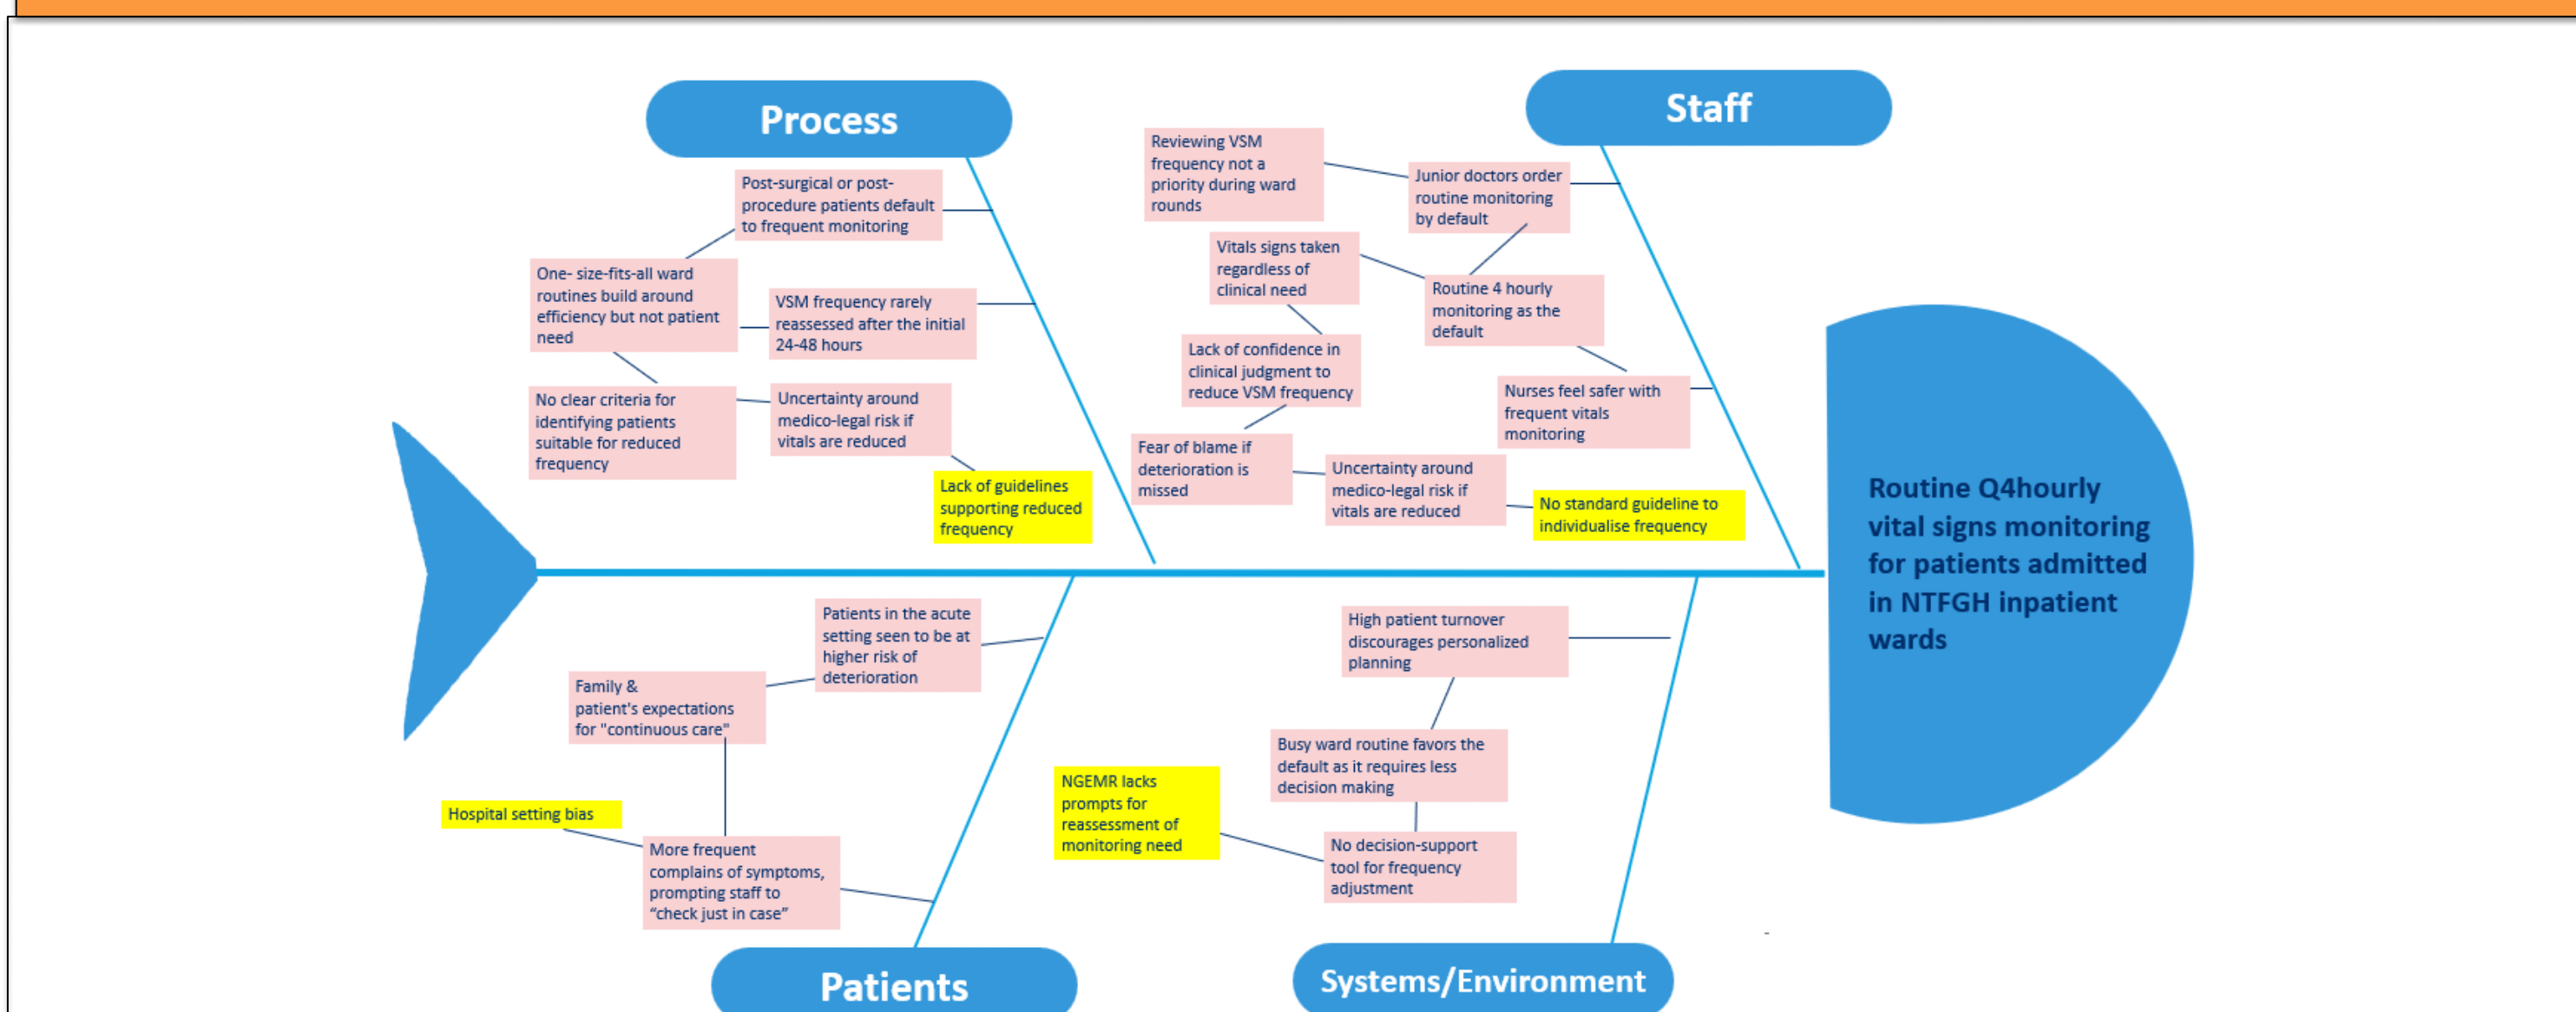 Process
Post-surgical or post-
procedure patients default
to frequent monitoring
One- size-fits-all ward
routines build around
efficiency but not patient
need
VSM frequency rarely
reassessed after the initial
24-48 hours
No clear criteria for
identifying patients
suitable for reduced
frequency
Uncertainty around
medico-legal risk if
vitals are reduced
Lack of guidelines
supporting reduced
frequency
Staff
Reviewing VSM
frequency not a
priority during ward
rounds
Junior doctors order
routine monitoring
by default
Vitals signs taken
regardless of
clinical need
Routine 4 hourly
monitoring as the
default
Lack of confidence in
clinical judgment to
reduce VSM frequency
Nurses feel safer with
frequent vitals
monitoring
Fear of blame if
deterioration is
missed
Uncertainty around
medico-legal risk if
vitals are reduced
No standard guideline to
individualise frequency
Routine Q4hourly
vital signs monitoring
for patients admitted
in NTFGH inpatient
wards
Patients in the acute
setting seen to be at
higher risk of
deterioration
Family &
patient's expectations
for "continuous care"
Hospital setting bias
More frequent
complains of symptoms,
prompting staff to
“check just in case”
Patients
High patient turnover
discourages personalized
planning
Busy ward routine favors the
default as it requires less
decision making
NGEMR lacks
prompts for
reassessment of
monitoring need
No decision-support
tool for frequency
adjustment
-
Systems/Environment